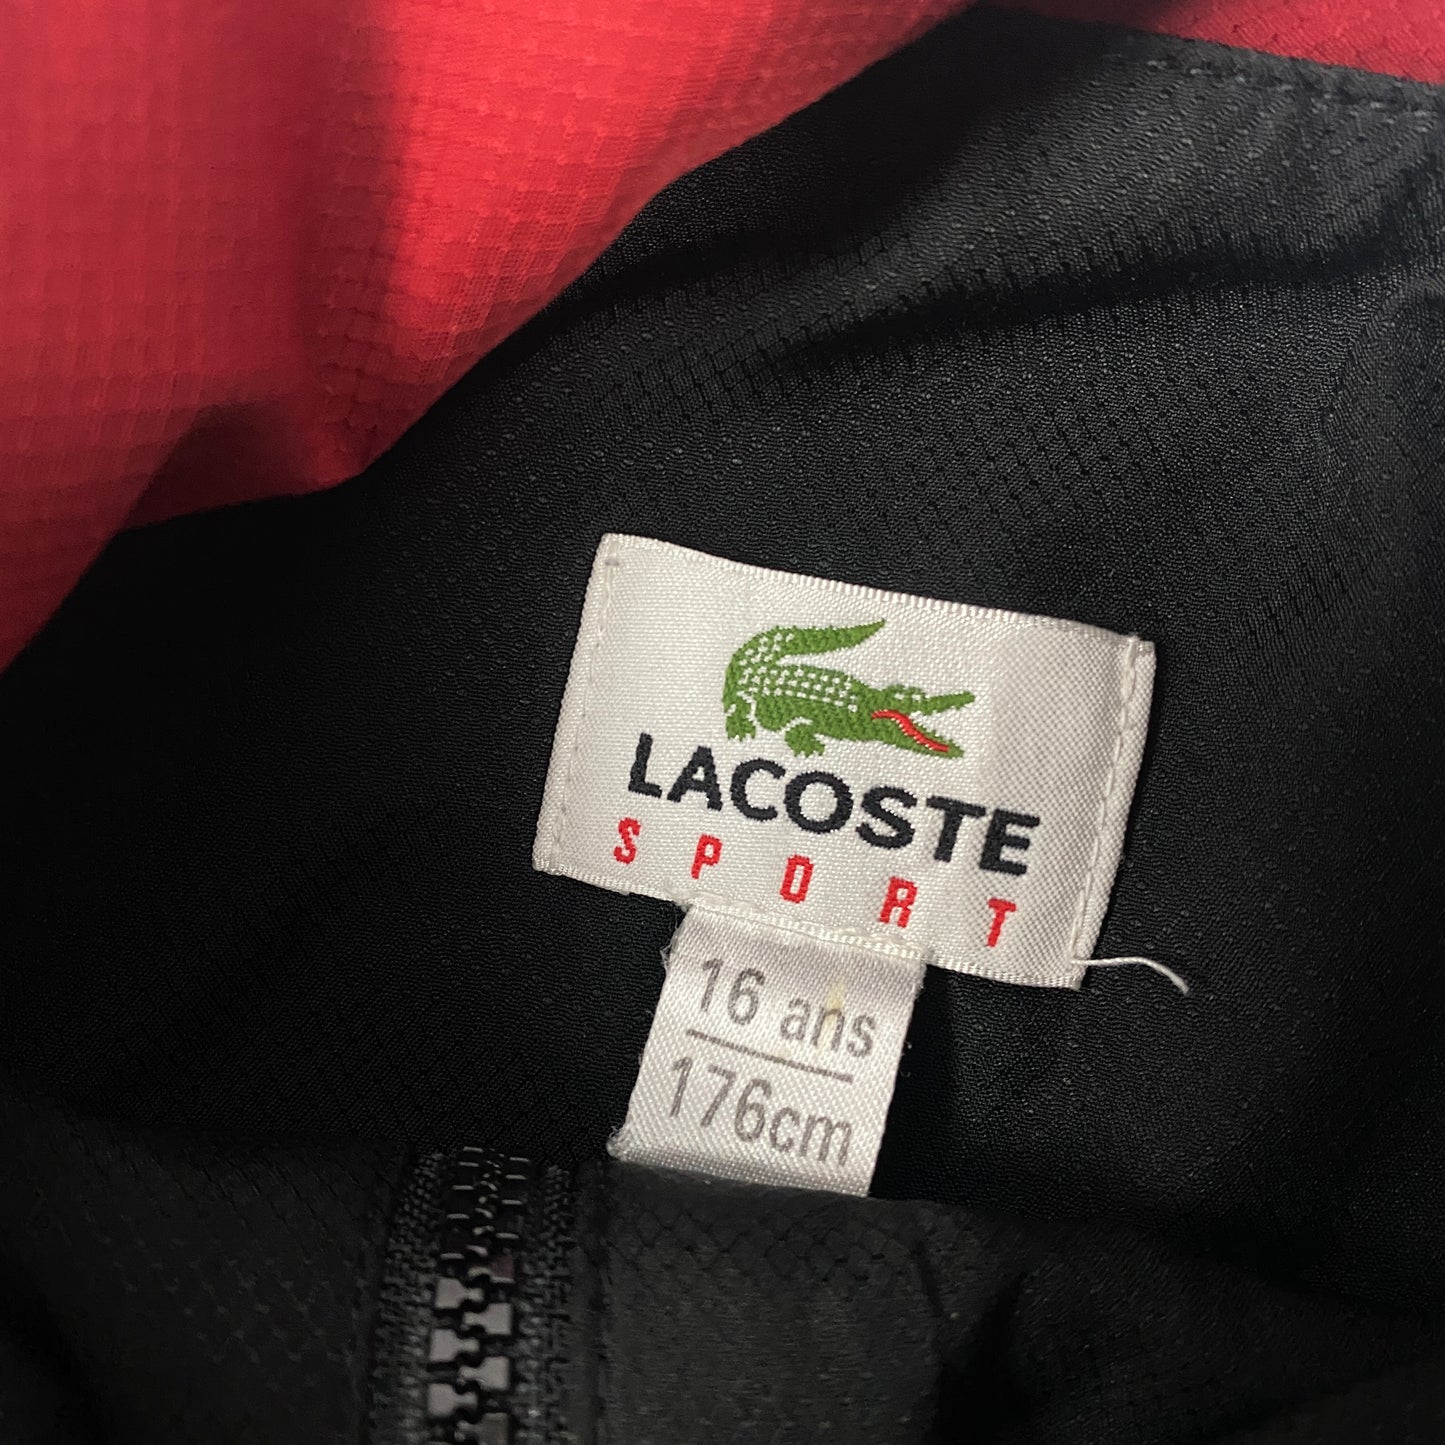 LACOSTE
SPORT
16 ans
176cm